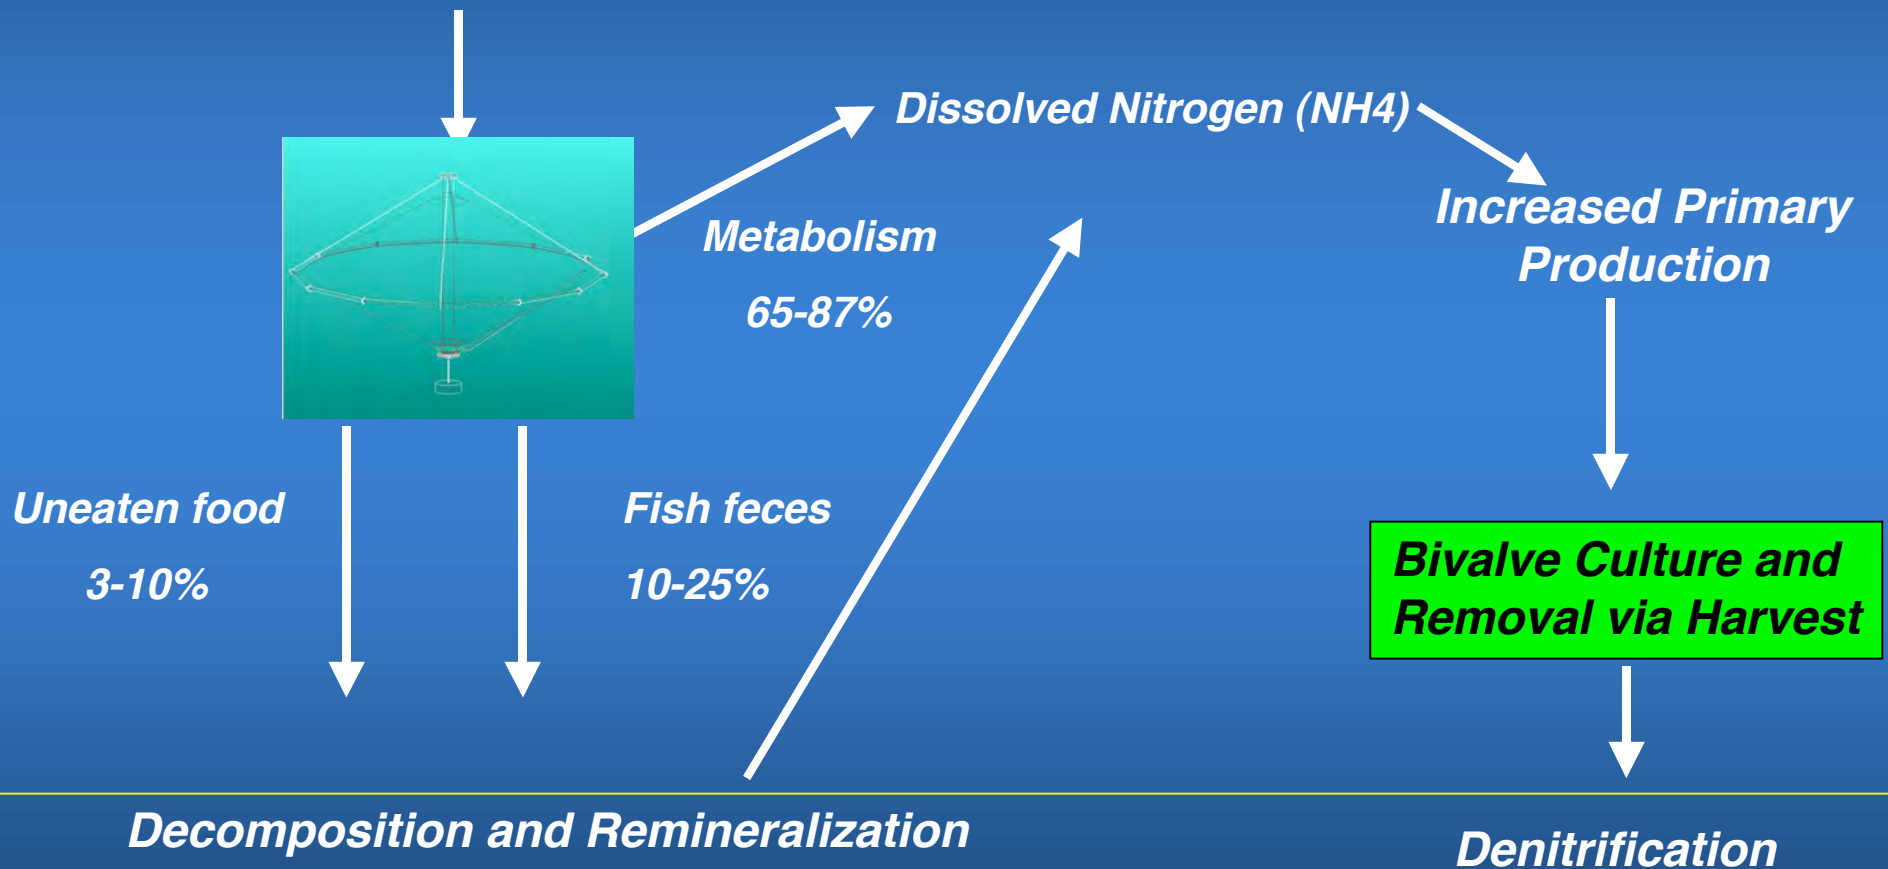 Dissolved Nitrogen (NH4)
Increased Primary
Production
Metabolism
65-87%
Uneaten food
3-10%
Fish feces
10-25%
Bivalve Culture and
Removal via Harvest
Decomposition and Remineralization
Denitrification